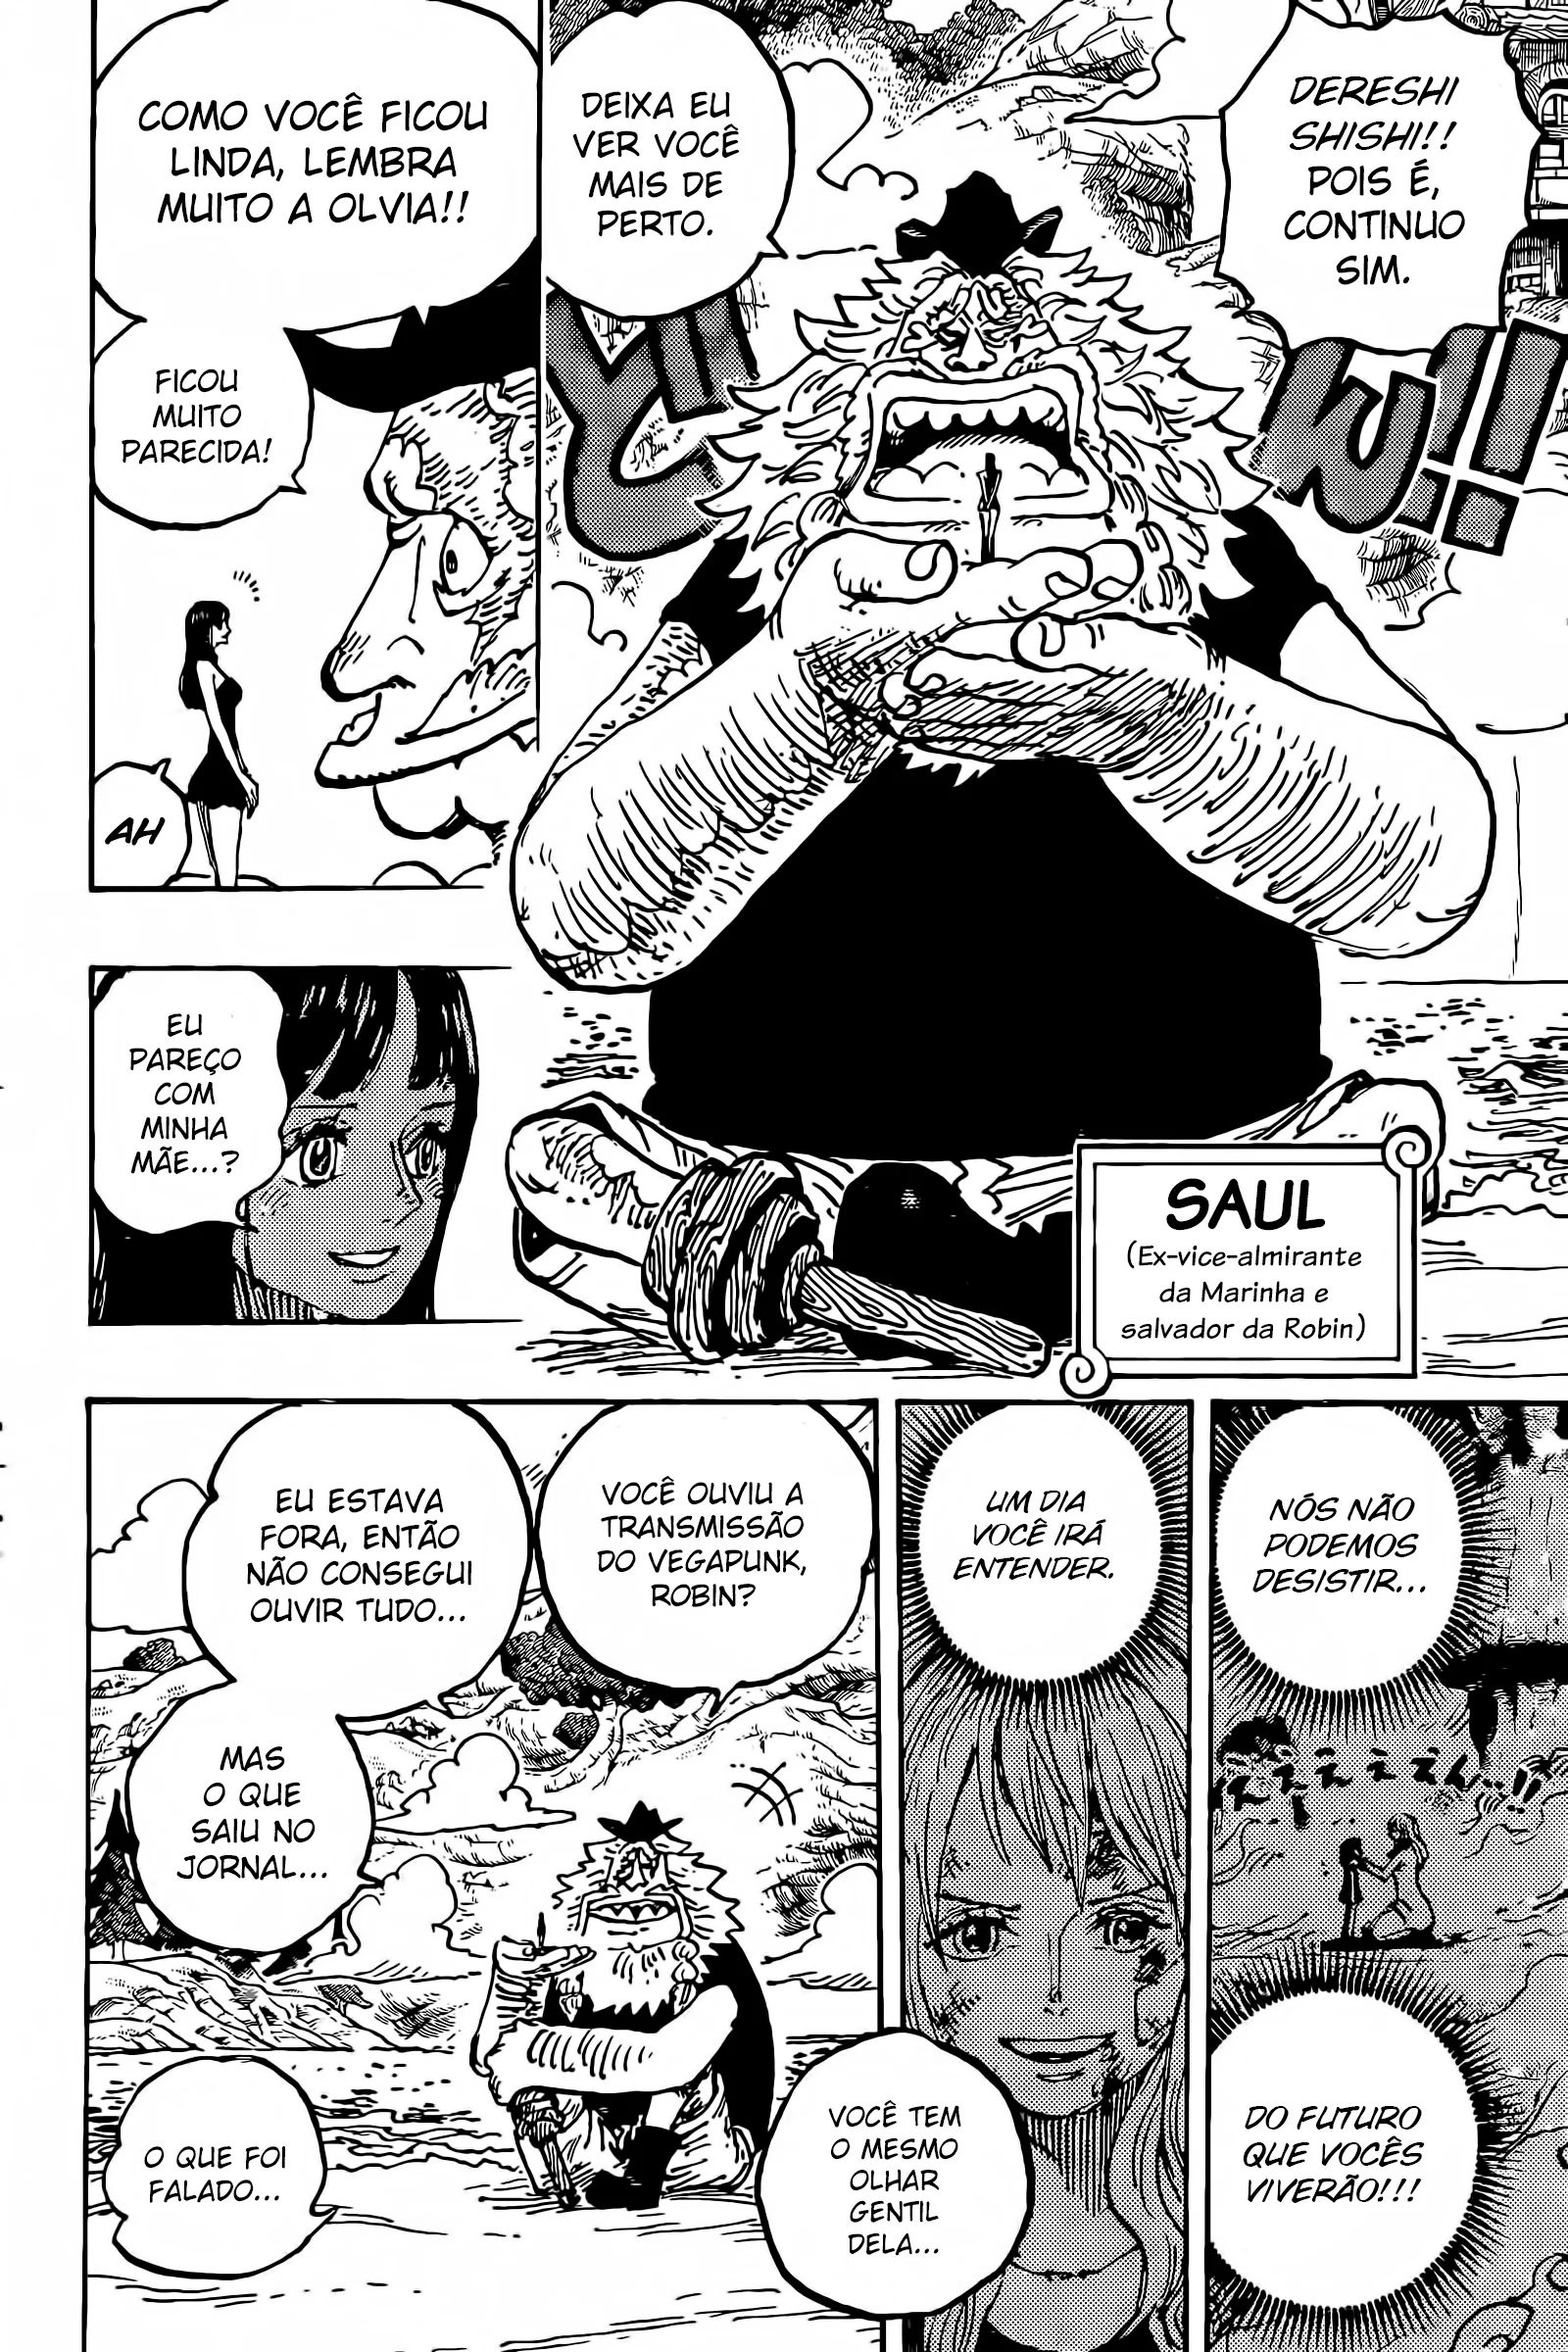 DERESHI
SHISHI!!
POIS É,
CONTINUO
SIM.
DEIXA EU
VER VOCÊ
MAIS DE
PERTO.
ど
ん!!
SAUL
(Ex-vice-almirante
da Marinha e
salvador da Robin)
COMO VOCÊ FICOU
LINDA, LEMBRA
MUITO A OLVIA!!
FICOU
MUITO
PARECIDA!
AH
EU
PAREÇO
COM
MINHA
MÃE...?
NÓS NÃO
PODEMOS
DESISTIR...
DO FUTURO
QUE VOCÊS
VIVERÃO!!!
UM DIA
VOCÊ IRÁ
ENTENDER.
VOCÊ TEM
O MESMO
OLHAR
GENTIL
DELA...
VOCÊ OUVIU A
TRANSMISSÃO
DO VEGAPUNK,
ROBIN?
EU ESTAVA
FORA, ENTÃO
NÃO CONSEGUI
OUVIR TUDO...
MAS
O QUE
SAIU NO
JORNAL...
O QUE FOI
FALADO...